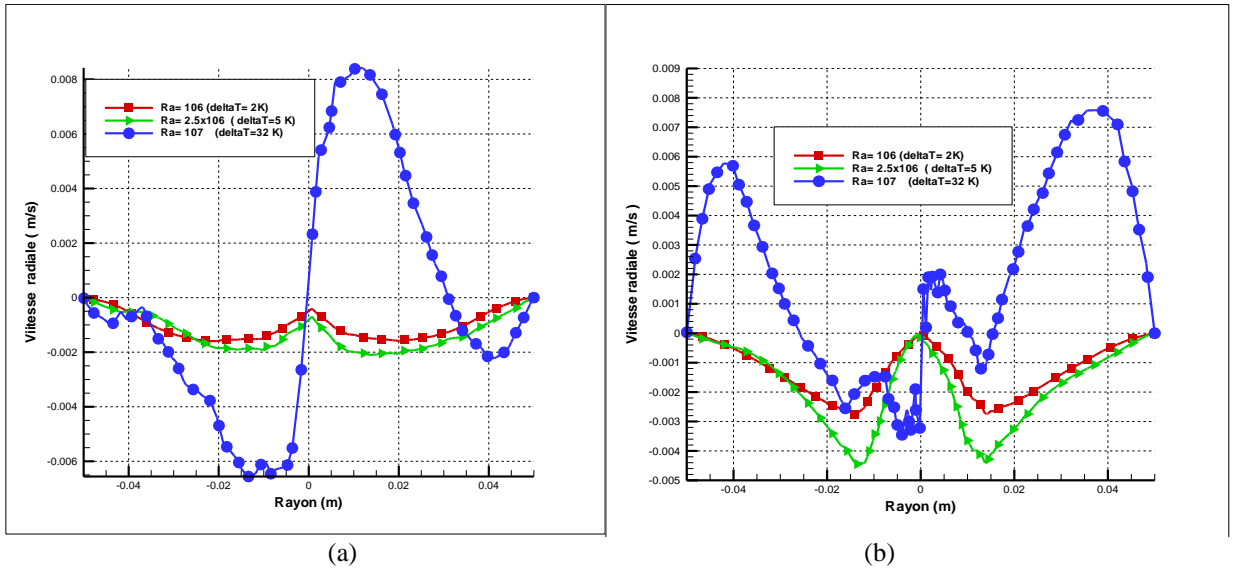 0.008
0.006
0.004
0.002
0
-0.002
-0.004
-0.006
Vlitesse radiale ( m/s)
Ra= 106 (deltaT= 2K)
Ra= 2.5x106 ( deltaT=5 K)
Ra= 107 (deltaT=32 K)
-0.04 -0.02 0 0.02 0.04
Rayon (m)
(a)
0.009
0.008
0.007
0.006
0.005
0.004
0.003
0.002
0.001
0
-0.001
-0.002
-0.003
-0.004
-0.005
Vitesse radiale ( m/s )
Ra= 106 (deltaT= 2K)
Ra= 2.5x106 ( deltaT=5 K)
Ra= 107 (deltaT=32 K)
-0.04 -0.02 0 0.02 0.04
Rayon (m)
(b)